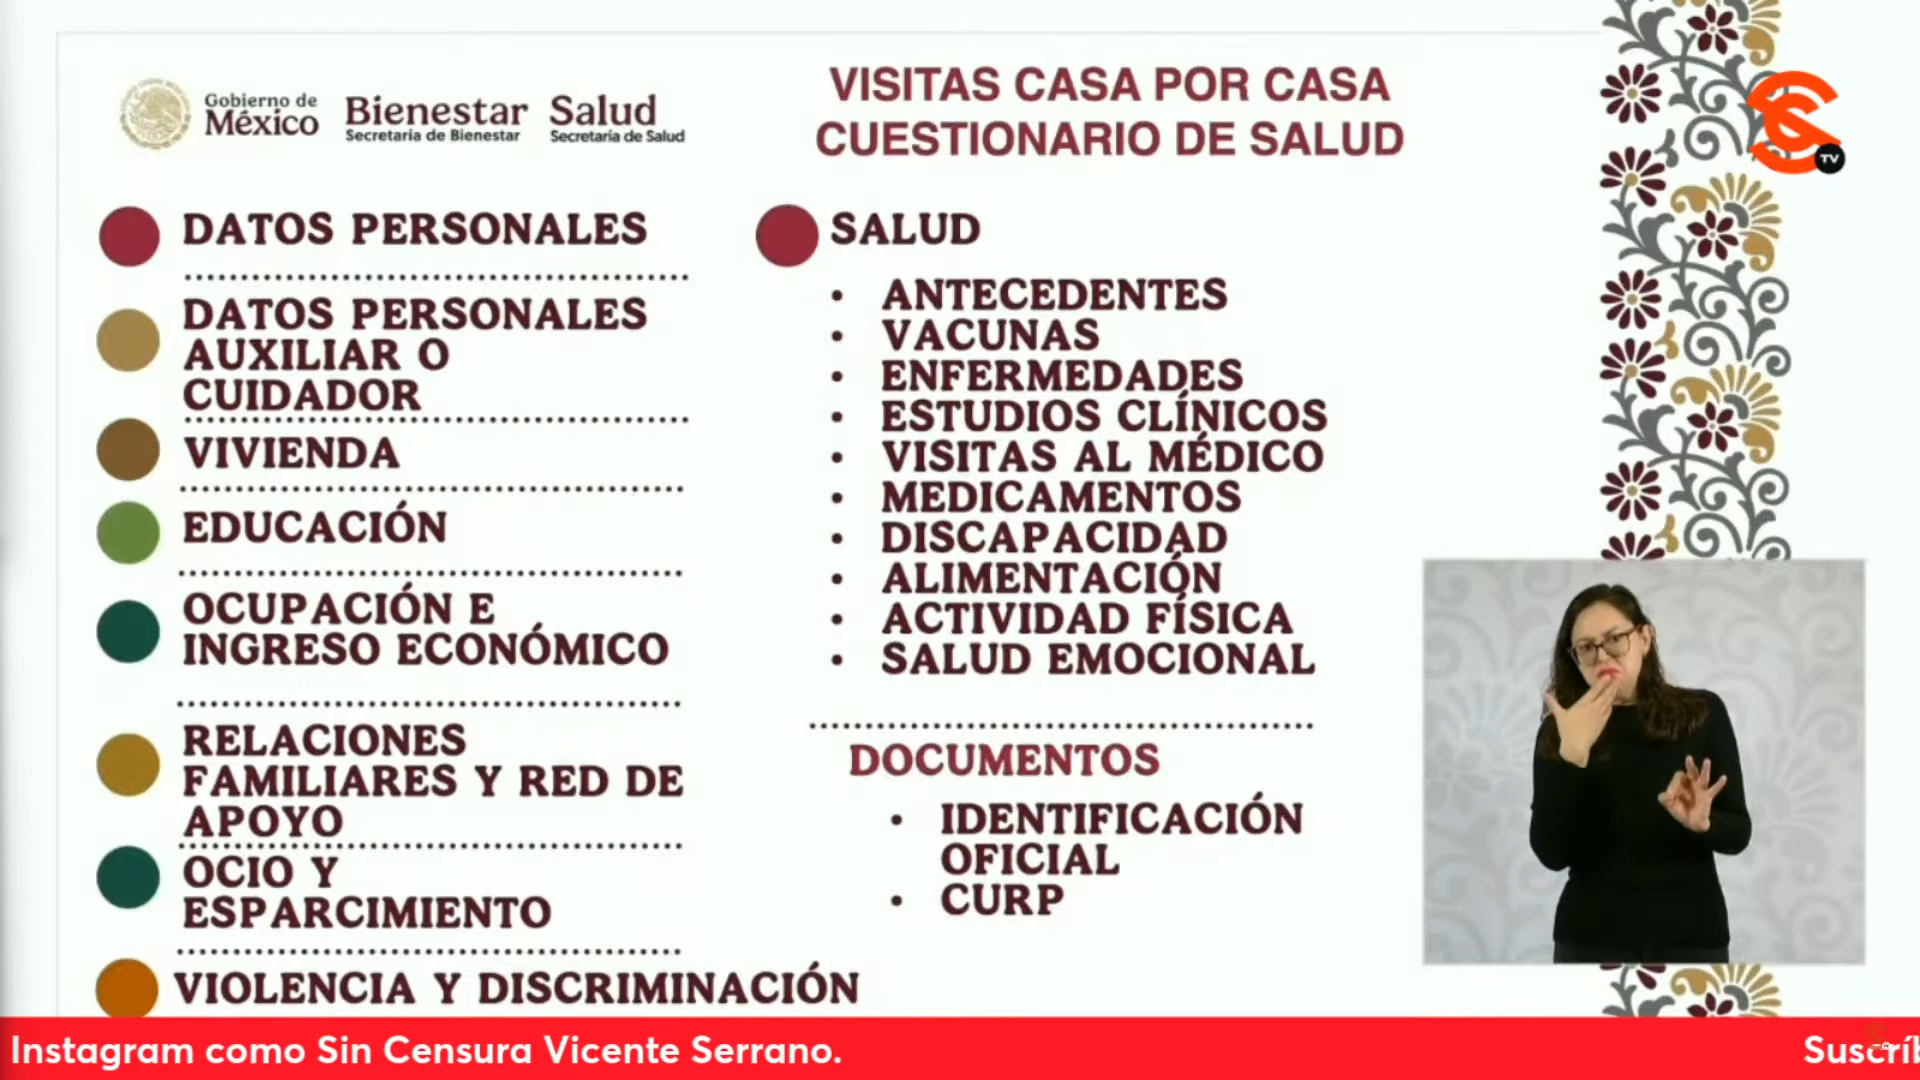 Gobierno de
México
Bienestar
Secretaría de Bienestar
Salud
Secretaría de Salud
VISITAS CASA POR CASA
CUESTIONARIO DE SALUD
TV
DATOS PERSONALES
DATOS PERSONALES
AUXILIAR O
CUIDADOR
VIVIENDA
EDUCACIÓN
OCUPACIÓN E
INGRESO ECONÓMICO
RELACIONES
FAMILIARES Y RED DE
APOYO
OCIO Y
ESPARCIMIENTO
VIOLENCIA Y DISCRIMINACIÓN
SALUD
• ANTECEDENTES
• VACUNAS
• ENFERMEDADES
• ESTUDIOS CLÍNICOS
• VISITAS AL MÉDICO
• MEDICAMENTOS
• DISCAPACIDAD
• ALIMENTACIÓN
• ACTIVIDAD FÍSICA
• SALUD EMOCIONAL
DOCUMENTOS
• IDENTIFICACIÓN
OFICIAL
• CURP
Instagram como Sin Censura Vicente Serrano.
Suscríb